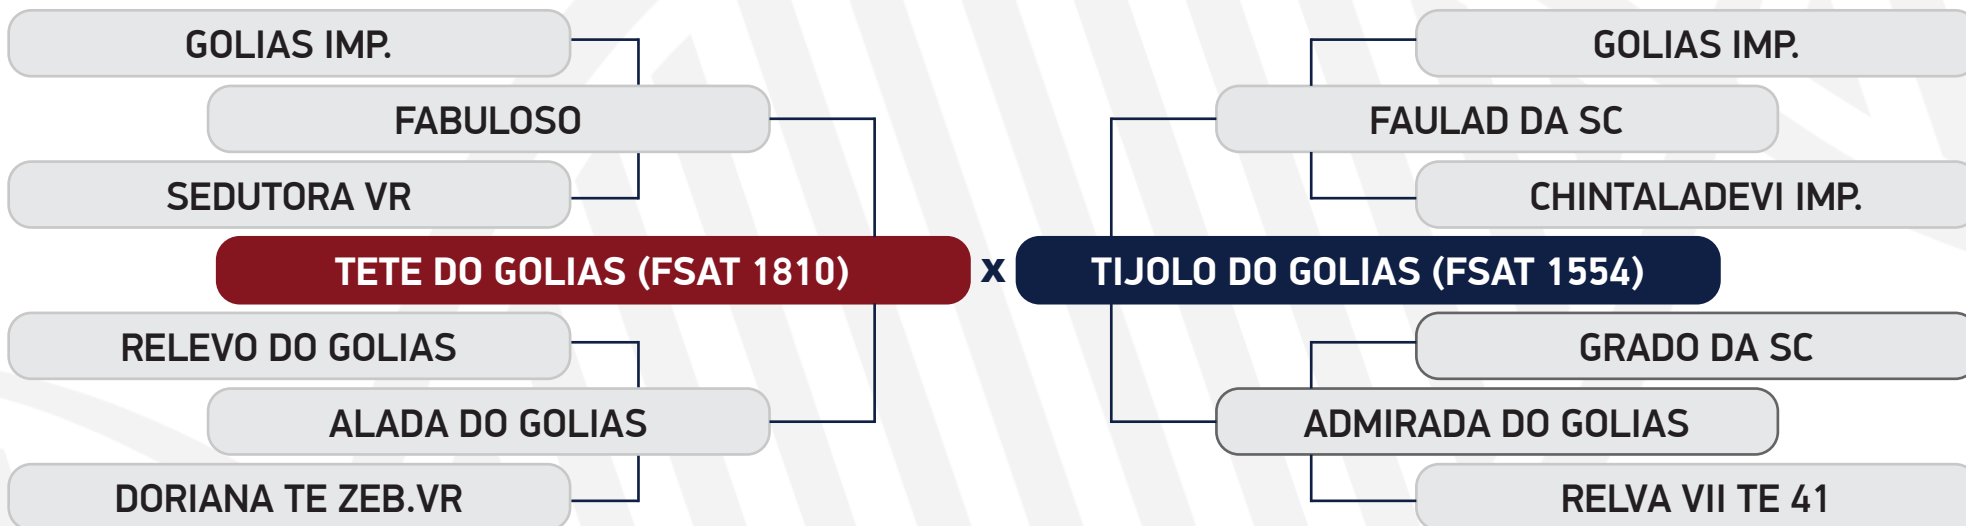 GOLIAS IMP.
FABULOSO
SEDUTORA VR
TETE DO GOLIAS (FSAT 1810)
RELEVO DO GOLIAS
ALADA DO GOLIAS
DORIANA TE ZEB.VR
X
GOLIAS IMP.
FAULAD DA SC
CHINTALADEVI IMP.
TIJOLO DO GOLIAS (FSAT 1554)
GRADO DA SC
ADMIRADA DO GOLIAS
RELVA VII TE 41